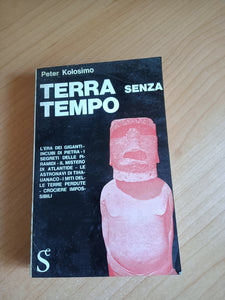 Peter Kolosimo
TERRA SENZA
TEMPO
L'ERA DEI GIGANTI-
INCUBI DI PIETRA - I
SEGRETI DELLE PI-
RAMIDI - IL MISTERO
DI ATLANTIDE - LE
ASTRONAVI DI TIHA-
UANACO - I MITI DEL-
LE TERRE PERDUTE
- CROCIERE IMPOS-
SIBILI